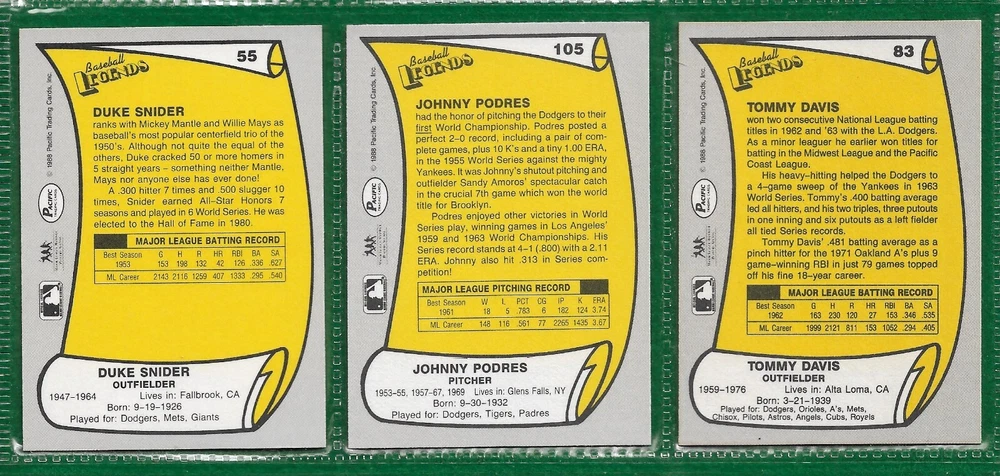 55
Baseball
LEGENDS
DUKE SNIDER
ranks with Mickey Mantle and Willie Mays as
baseball's most popular centerfield trio of the
1950's. Although not quite the equal of the
others, Duke cracked 50 or more homers in
5 straight years – something neither Mantle,
Mays nor anyone else has ever done!
A .300 hitter 7 times and .500 slugger 10
times, Snider earned All-Star Honors 7
seasons and played in 6 World Series. He was
elected to the Hall of Fame in 1980.
MAJOR LEAGUE BATTING RECORD
Best Season G H R HR RBI BA SA
1953 153 198 132 42 126 .336 .627
ML Career 2143 2116 1259 407 1333 .295 .540
DUKE SNIDER
OUTFIELDER
1947-1964 Lives in: Fallbrook, CA
Born: 9-19-1926
Played for: Dodgers, Mets, Giants
© 1988 Pacific Trading Cards, Inc.
PACIFIC
105
Baseball
LEGENDS
JOHNNY PODRES
had the honor of pitching the Dodgers to their
first World Championship. Podres posted a
perfect 2–0 record, including a pair of com-
plete games, plus 10 K's and a tiny 1.00 ERA,
in the 1955 World Series against the mighty
Yankees. It was Johnny's shutout pitching and
outfielder Sandy Amoros' spectacular catch
in the crucial 7th game which won the world
title for Brooklyn.
Podres enjoyed other victories in World
Series play, winning games in Los Angeles'
1959 and 1963 World Championships. His
Series record stands at 4–1 (.800) with a 2.11
ERA. Johnny also hit .313 in Series com-
petition!
MAJOR LEAGUE PITCHING RECORD
Best Season W L PCT CG IP K ERA
1961 18 5 .783 6 182 124 3.74
ML Career 148 116 .561 77 2265 1435 3.67
JOHNNY PODRES
PITCHER
1953-55, 1957-67, 1969 Lives in: Glens Falls, NY
Born: 9-30-1932
Played for: Dodgers, Tigers, Padres
© 1988 Pacific Trading Cards, Inc.
PACIFIC
83
Baseball
LEGENDS
TOMMY DAVIS
won two consecutive National League batting
titles in 1962 and '63 with the L.A. Dodgers.
As a minor leaguer he earlier won titles for
batting in the Midwest League and the Pacific
Coast League.
His heavy-hitting helped the Dodgers to
a 4-game sweep of the Yankees in 1963
World Series. Tommy's .400 batting average
led all hitters, and his two triples, three putouts
in one inning and six putouts as a left fielder
all tied Series records.
Tommy Davis' .481 batting average as a
pinch hitter for the 1971 Oakland A's plus 9
game-winning RBI in just 79 games topped
off his fine 18-year career.
MAJOR LEAGUE BATTING RECORD
Best Season G H R HR RBI BA SA
1962 163 230 120 27 153 .346 .535
ML Career 1999 2121 811 153 1052 .294 .405
TOMMY DAVIS
OUTFIELDER
1959-1976 Lives in: Alta Loma, CA
Born: 3-21-1939
Played for: Dodgers, Orioles, A's, Mets,
Chisox, Pilots, Astros, Angels, Cubs, Royals
© 1988 Pacific Trading Cards, Inc.
PACIFIC